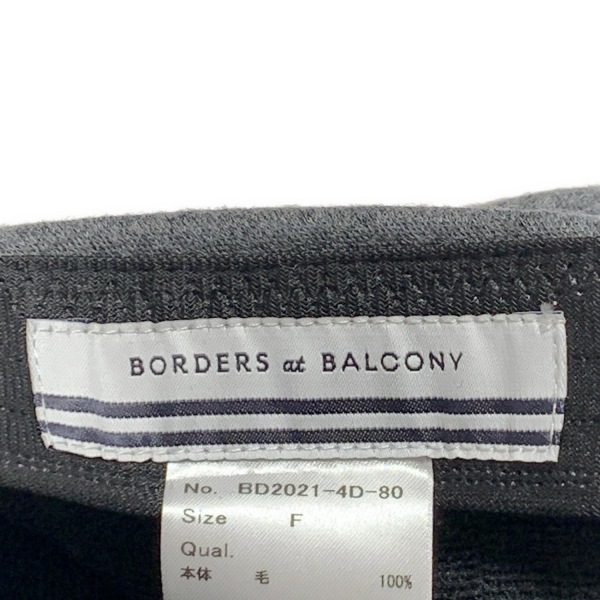 BORDERS at BALCONY
No. BD2021-4D-80
Size F
Qual.
本体 毛 100%